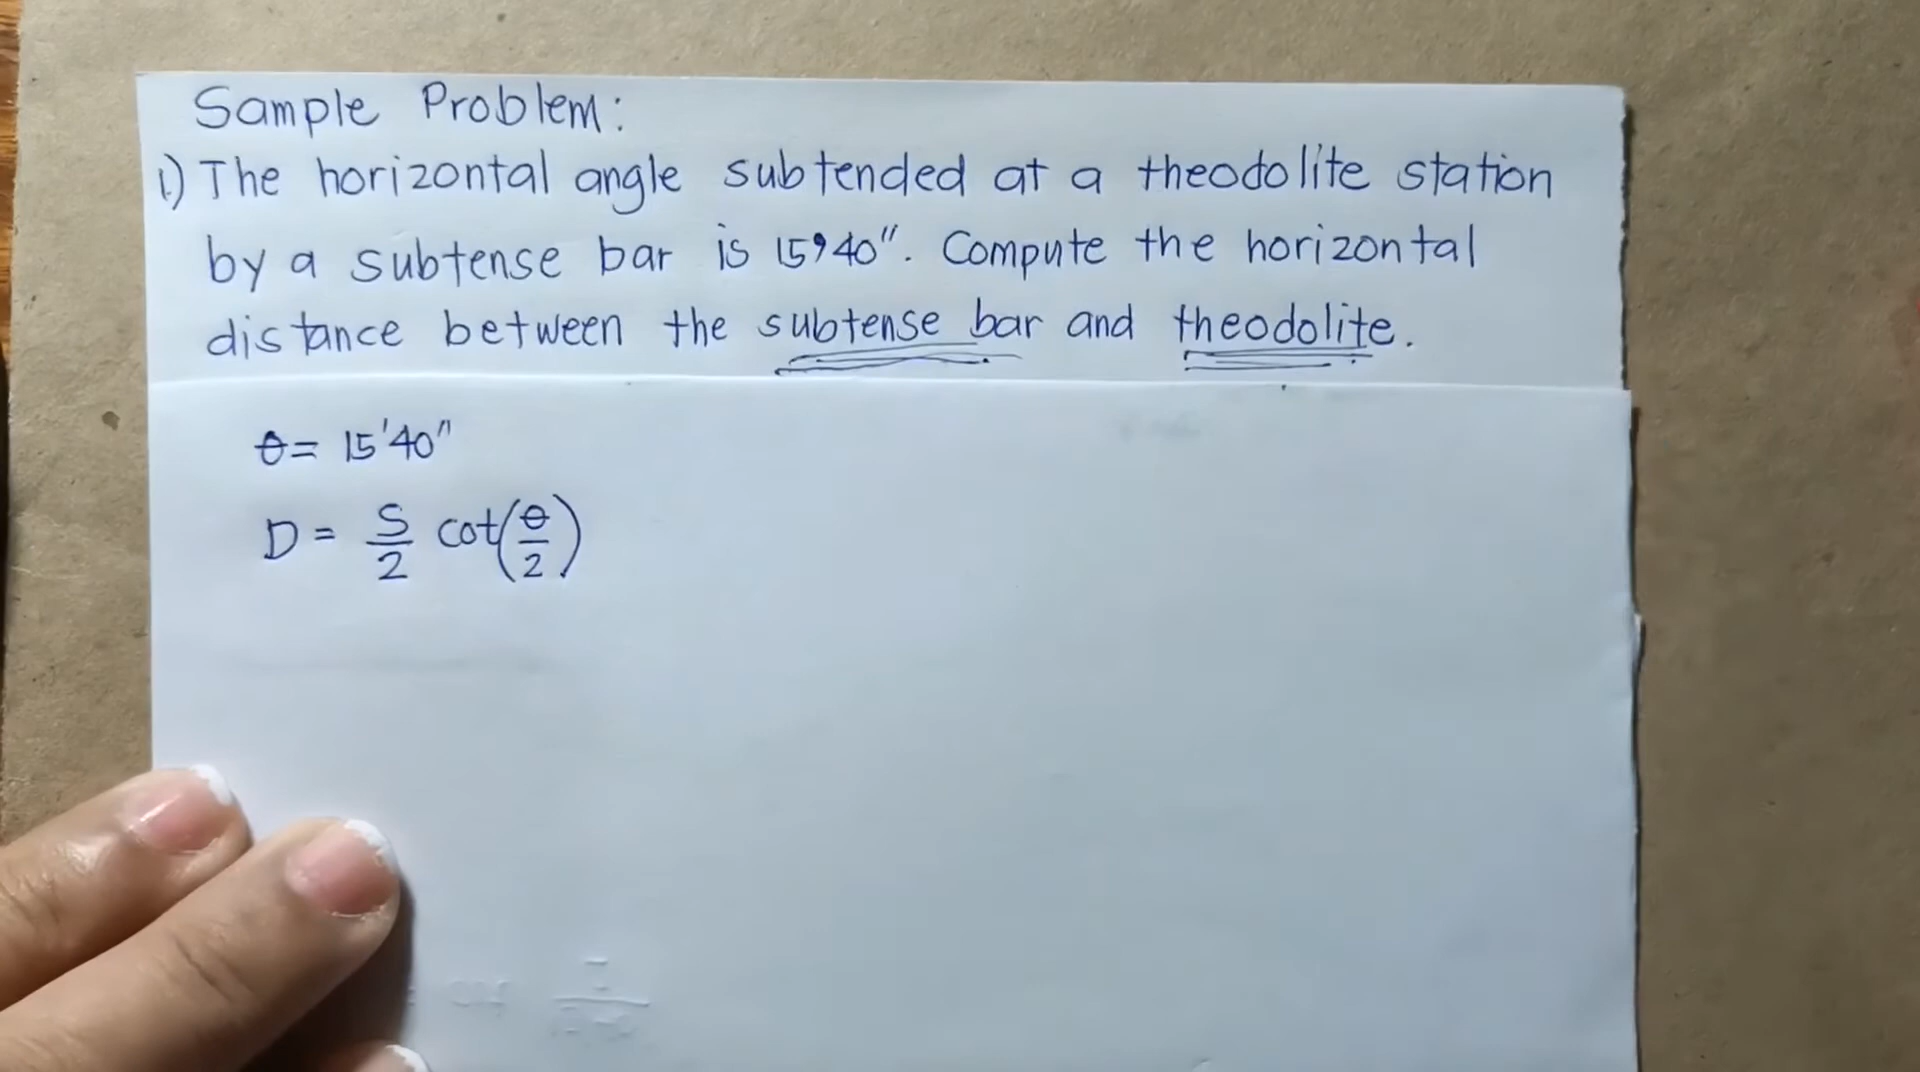 Sample Problem:
1.) The horizontal angle subtended at a theodolite station
by a subtense bar is 15'40". Compute the horizontal
distance between the subtense bar and theodolite.
θ = 15'40"
D = S/2 cot(θ/2)